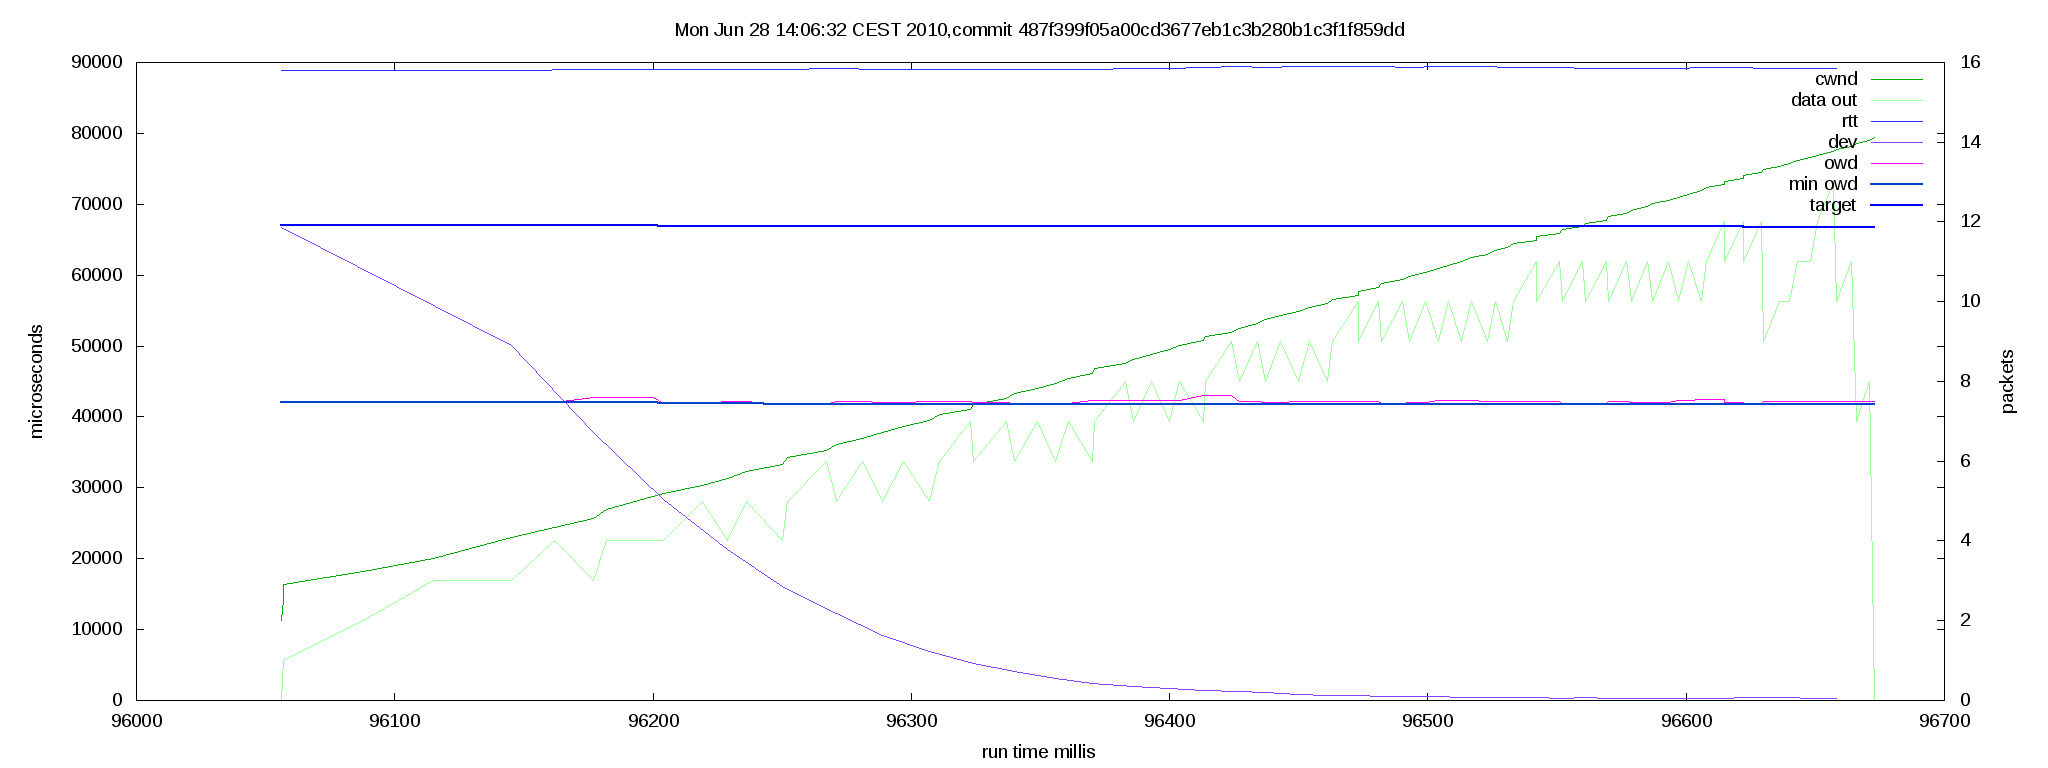 Mon Jun 28 14:06:32 CEST 2010,commit 487f399f05a00cd3677eb1c3b280b1c3f1f859dd
90000
80000
70000
60000
50000
40000
30000
20000
10000
0
microseconds
16
14
12
10
8
6
4
2
0
packets
cwnd
data out
rtt
dev
owd
min owd
target
96000 96100 96200 96300 96400 96500 96600 96700
run time millis